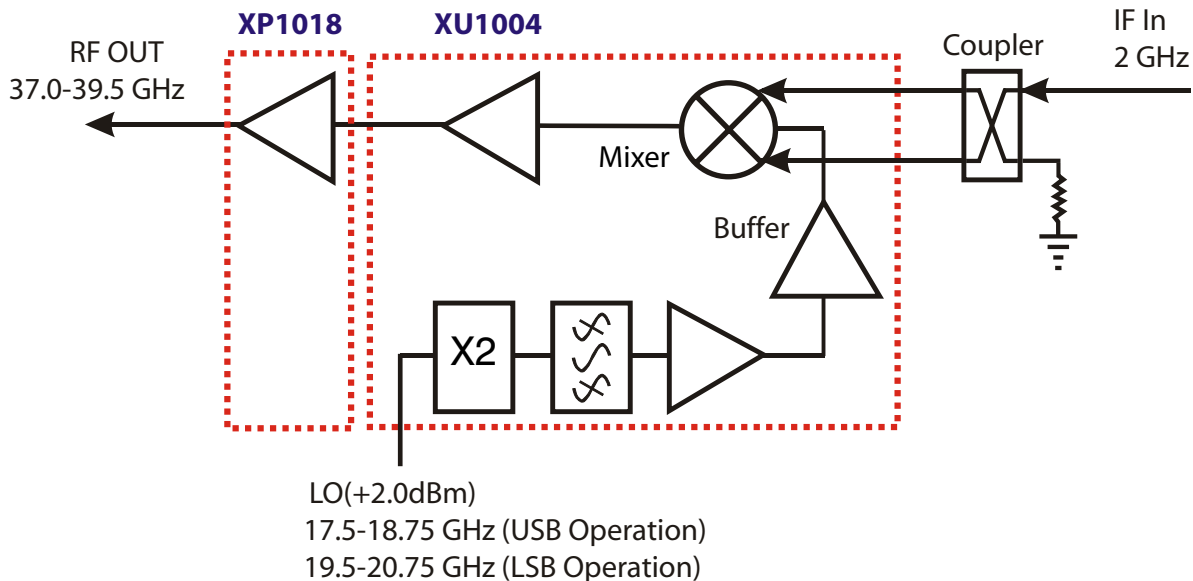 XP1018
XU1004
RF OUT
37.0-39.5 GHz
Coupler
IF In
2 GHz
Mixer
Buffer
X2
LO(+2.0dBm)
17.5-18.75 GHz (USB Operation)
19.5-20.75 GHz (LSB Operation)